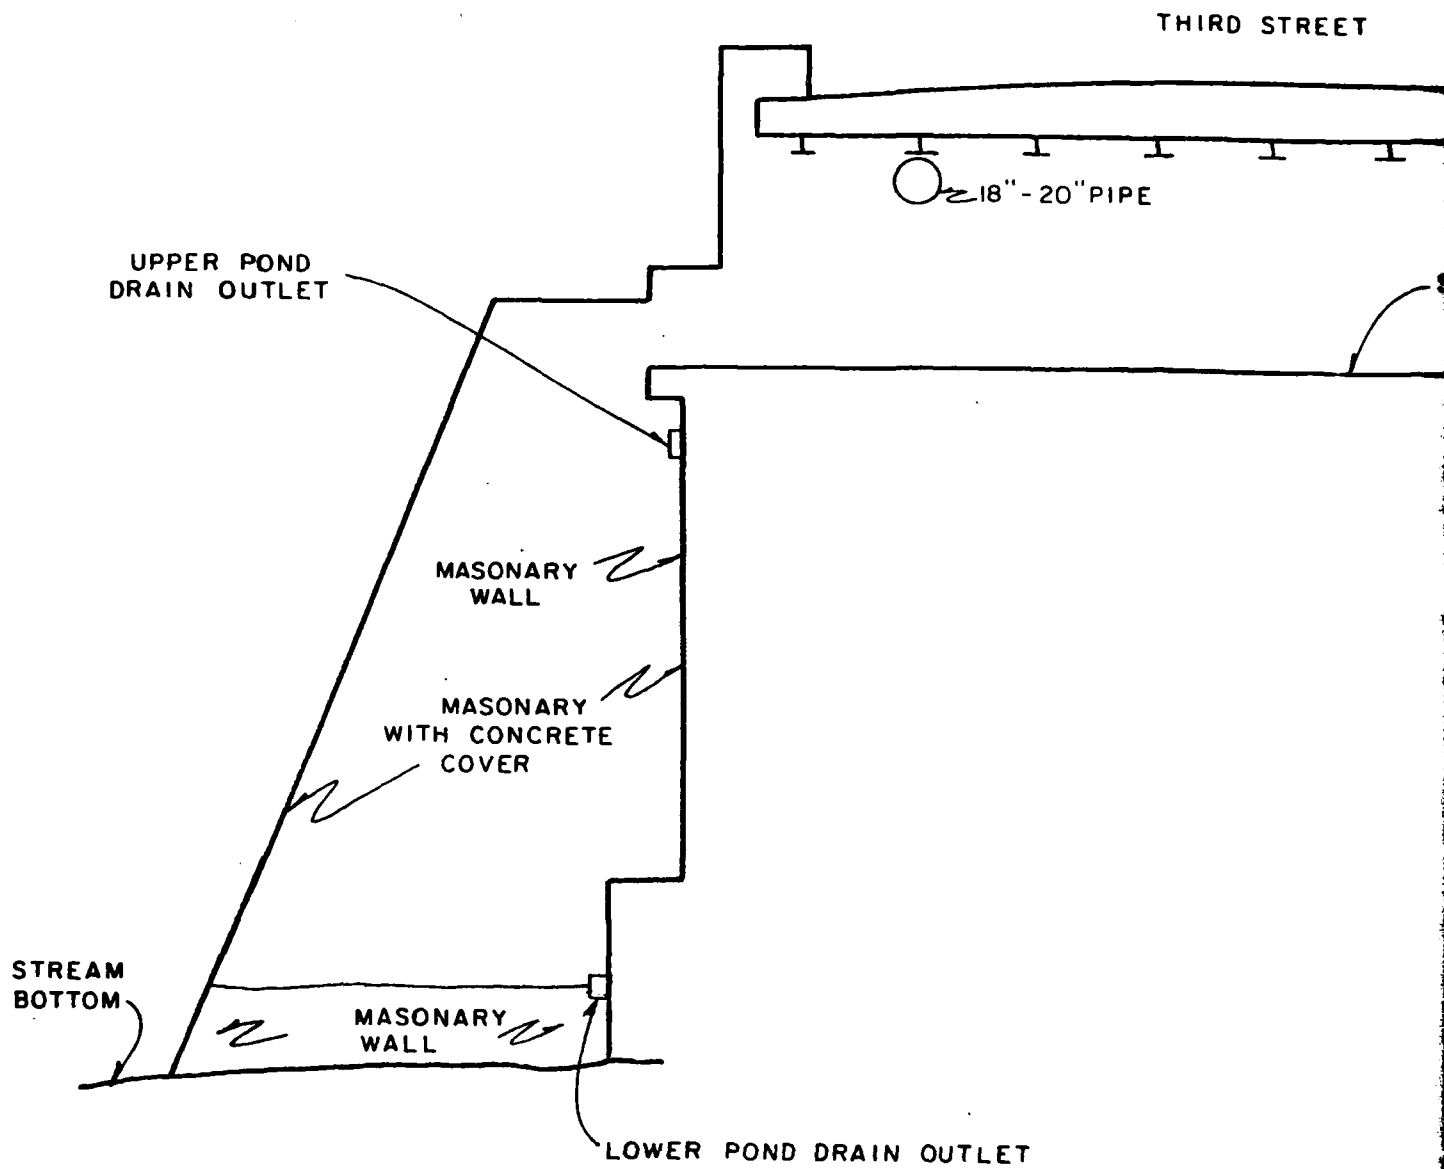 THIRD STREET
18"-20" PIPE
UPPER POND
DRAIN OUTLET
MASONARY
WALL
MASONARY
WITH CONCRETE
COVER
STREAM
BOTTOM
MASONARY
WALL
LOWER POND DRAIN OUTLET